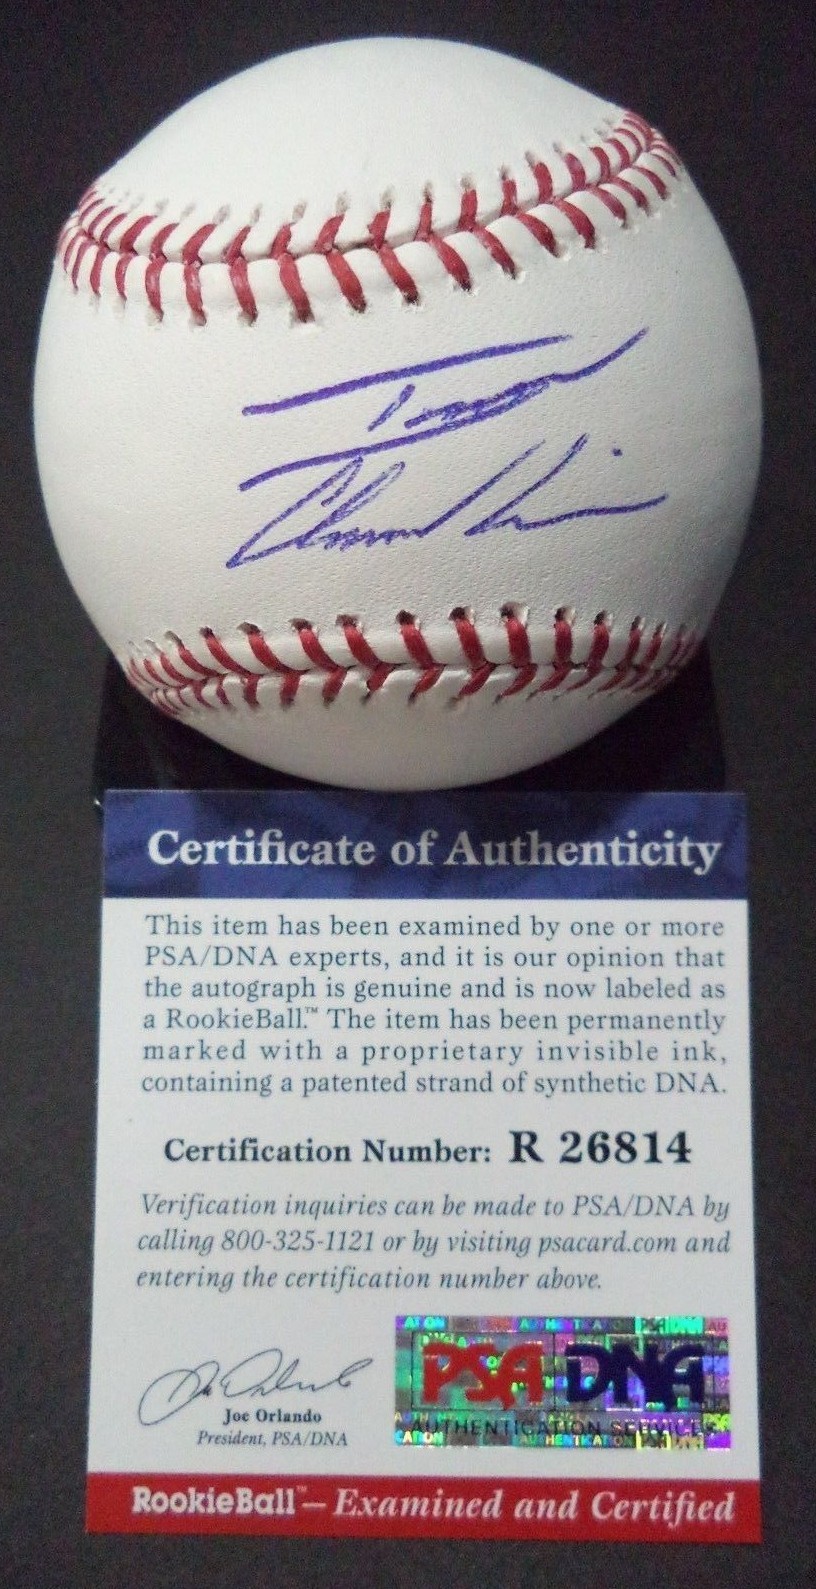 Certificate of Authenticity
This item has been examined by one or more
PSA/DNA experts, and it is our opinion that
the autograph is genuine and is now labeled as
a RookieBall.™ The item has been permanently
marked with a proprietary invisible ink,
containing a patented strand of synthetic DNA.
Certification Number: R 26814
Verification inquiries can be made to PSA/DNA by
calling 800-325-1121 or by visiting psacard.com and
entering the certification number above.
Joe Orlando
President, PSA/DNA
PSA DNA
AUTHENTICATION SERVICES
RookieBall™ – Examined and Certified